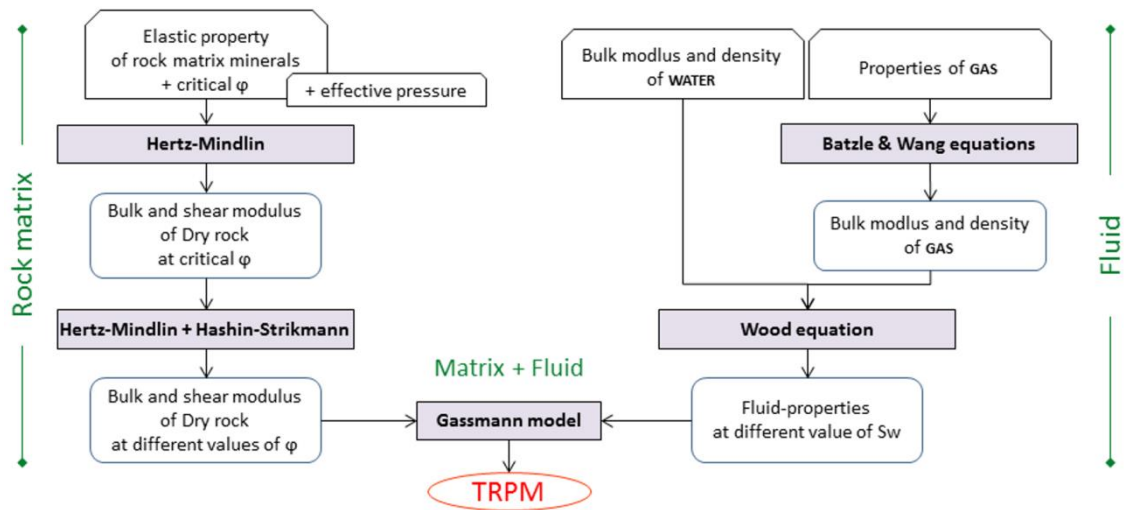 Rock matrix
Elastic property
of rock matrix minerals
+ critical φ
+ effective pressure
Hertz-Mindlin
Bulk and shear modulus
of Dry rock
at critical φ
Hertz-Mindlin + Hashin-Strikmann
Bulk and shear modulus
of Dry rock
at different values of φ
Matrix + Fluid
Gassmann model
TRPM
Bulk modlus and density
of WATER
Properties of GAS
Batzle & Wang equations
Bulk modlus and density
of GAS
Wood equation
Fluid-properties
at different value of Sw
Fluid